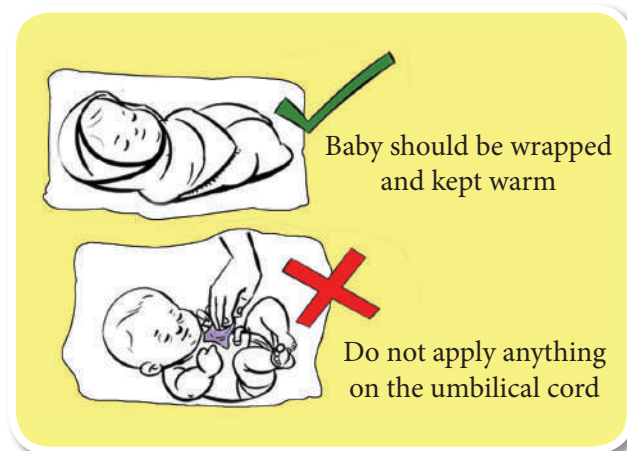 Baby should be wrapped
and kept warm
Do not apply anything
on the umbilical cord